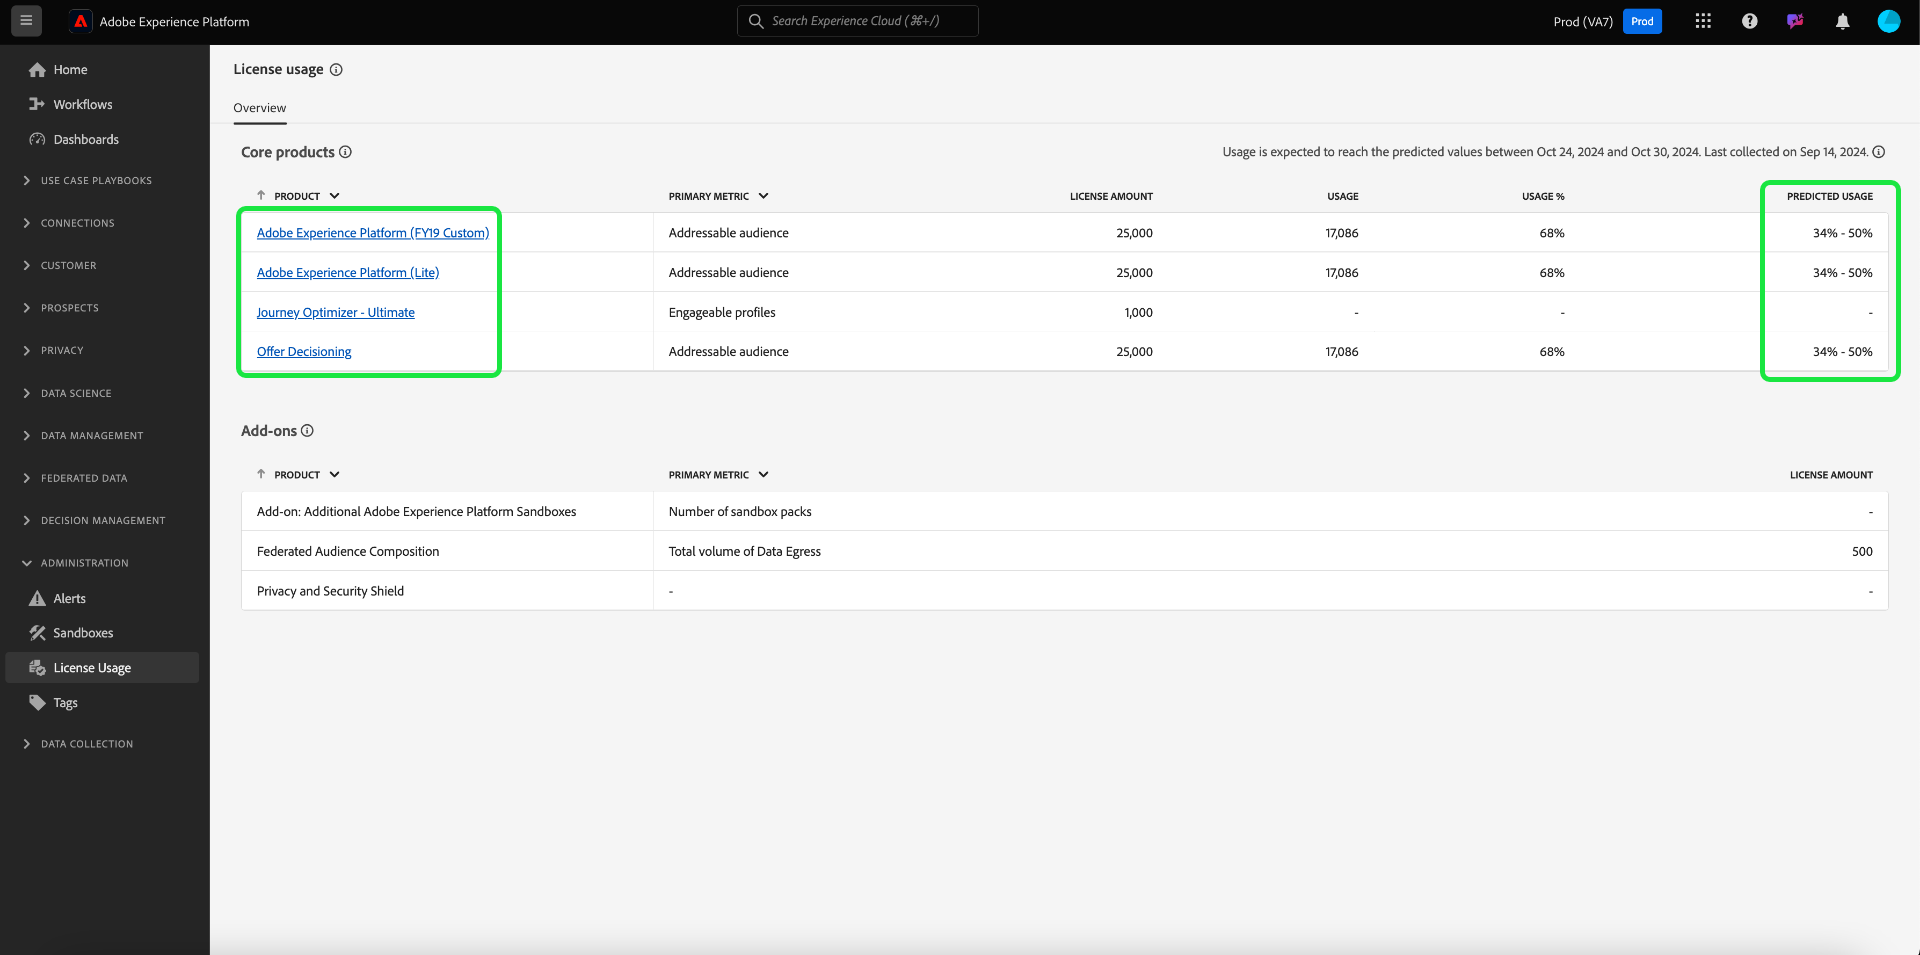 Adobe Experience Platform
Search Experience Cloud (⌘+/)
Prod (VA7)
Prod
Home
Workflows
Dashboards
USE CASE PLAYBOOKS
CONNECTIONS
CUSTOMER
PROSPECTS
PRIVACY
DATA SCIENCE
DATA MANAGEMENT
FEDERATED DATA
DECISION MANAGEMENT
ADMINISTRATION
Alerts
Sandboxes
License Usage
Tags
DATA COLLECTION
License usage
Overview
Core products
Usage is expected to reach the predicted values between Oct 24, 2024 and Oct 30, 2024. Last collected on Sep 14, 2024.
PRODUCT PRIMARY METRIC LICENSE AMOUNT USAGE USAGE % PREDICTED USAGE
Adobe Experience Platform (FY19 Custom) Addressable audience 25,000 17,086 68% 34% - 50%
Adobe Experience Platform (Lite) Addressable audience 25,000 17,086 68% 34% - 50%
Journey Optimizer - Ultimate Engageable profiles 1,000 - - -
Offer Decisioning Addressable audience 25,000 17,086 68% 34% - 50%
Add-ons
PRODUCT PRIMARY METRIC LICENSE AMOUNT
Add-on: Additional Adobe Experience Platform Sandboxes Number of sandbox packs -
Federated Audience Composition Total volume of Data Egress 500
Privacy and Security Shield - -